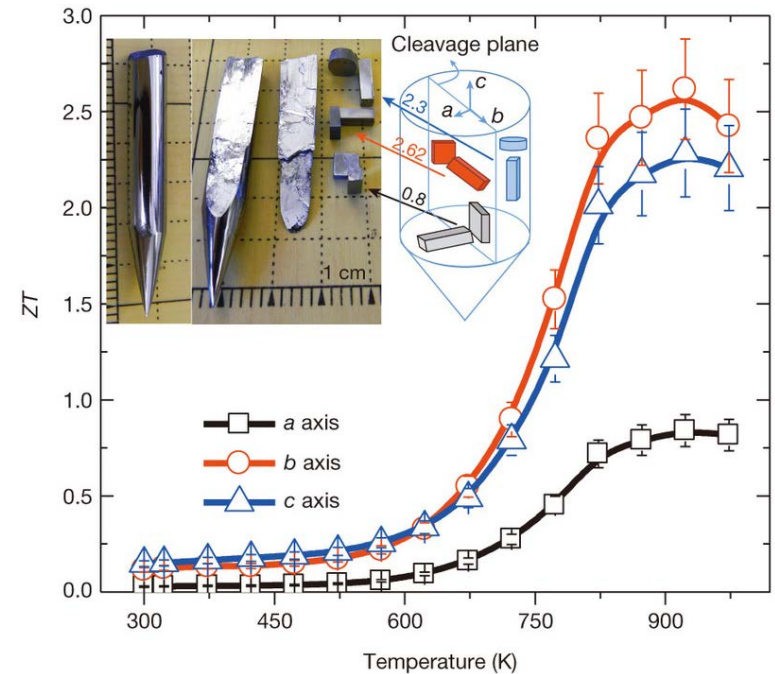 3.0
2.5
2.0
1.5
1.0
0.5
0.0
ZT
Cleavage plane
c
a
b
2.3
2.62
0.8
1 cm
a axis
b axis
c axis
300
450
600
750
900
Temperature (K)